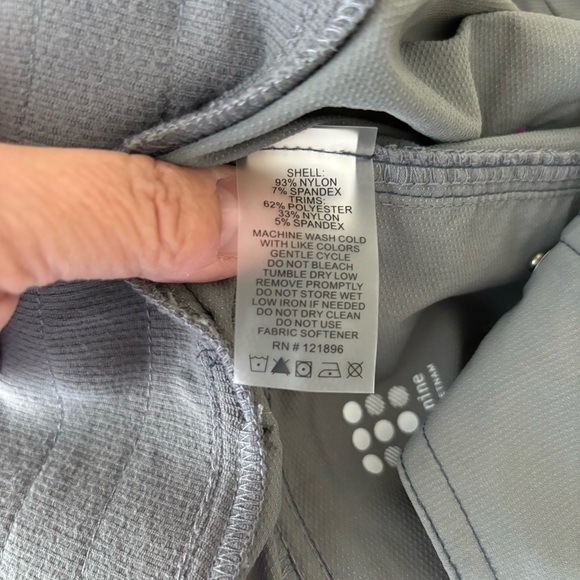 SHELL:
93% NYLON
7% SPANDEX
TRIMS:
62% POLYESTER
33% NYLON
5% SPANDEX
MACHINE WASH COLD
WITH LIKE COLORS
GENTLE CYCLE
DO NOT BLEACH
TUMBLE DRY LOW
REMOVE PROMPTLY
DO NOT STORE WET
LOW IRON IF NEEDED
DO NOT DRY CLEAN
DO NOT USE
FABRIC SOFTENER
RN # 121896
nine